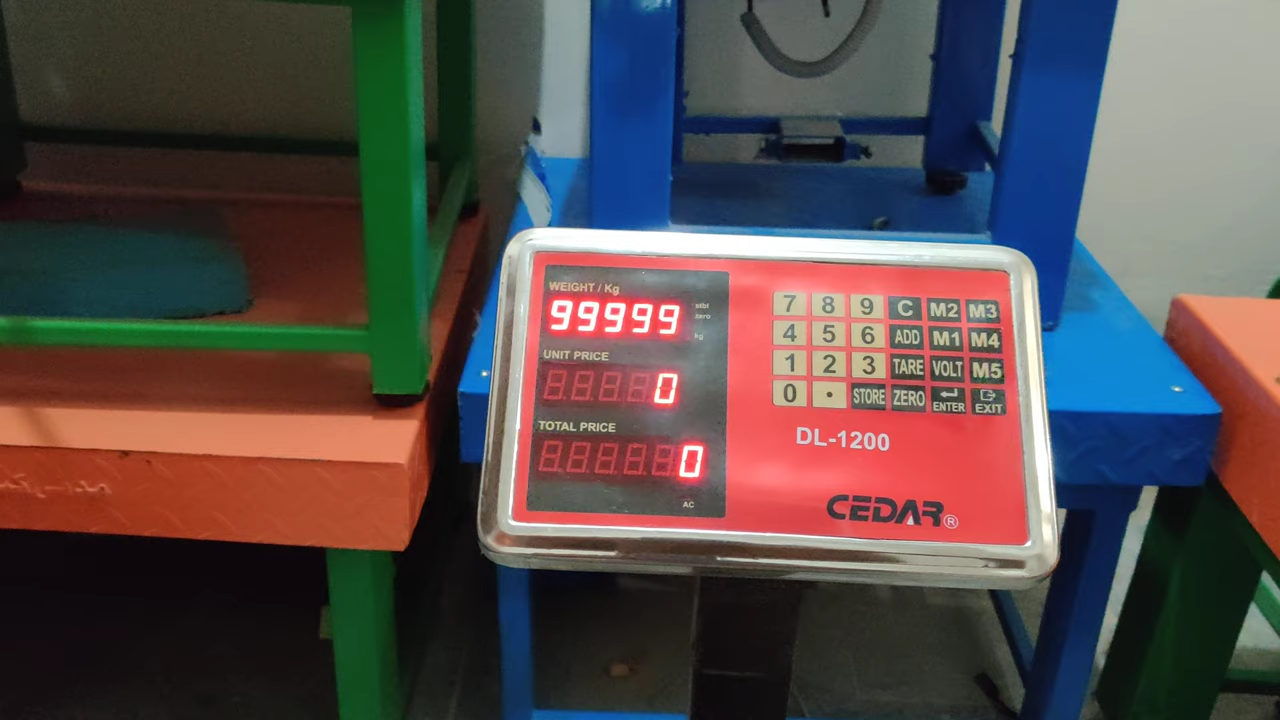 WEIGHT / Kg
99999
stbl
zero
kg
UNIT PRICE
0
TOTAL PRICE
0
AC
7 8 9 C M2 M3
4 5 6 ADD M1 M4
1 2 3 TARE VOLT M5
0 . STORE ZERO ENTER EXIT
DL-1200
CEDAR®